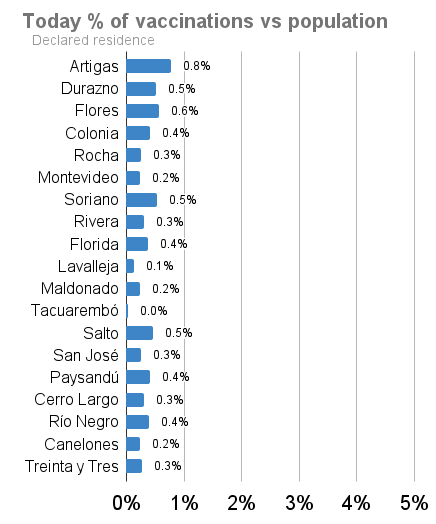 Today % of vaccinations vs population
Declared residence
Artigas 0.8%
Durazno 0.5%
Flores 0.6%
Colonia 0.4%
Rocha 0.3%
Montevideo 0.2%
Soriano 0.5%
Rivera 0.3%
Florida 0.4%
Lavalleja 0.1%
Maldonado 0.2%
Tacuarembó 0.0%
Salto 0.5%
San José 0.3%
Paysandú 0.4%
Cerro Largo 0.3%
Río Negro 0.4%
Canelones 0.2%
Treinta y Tres 0.3%
0% 1% 2% 3% 4% 5%